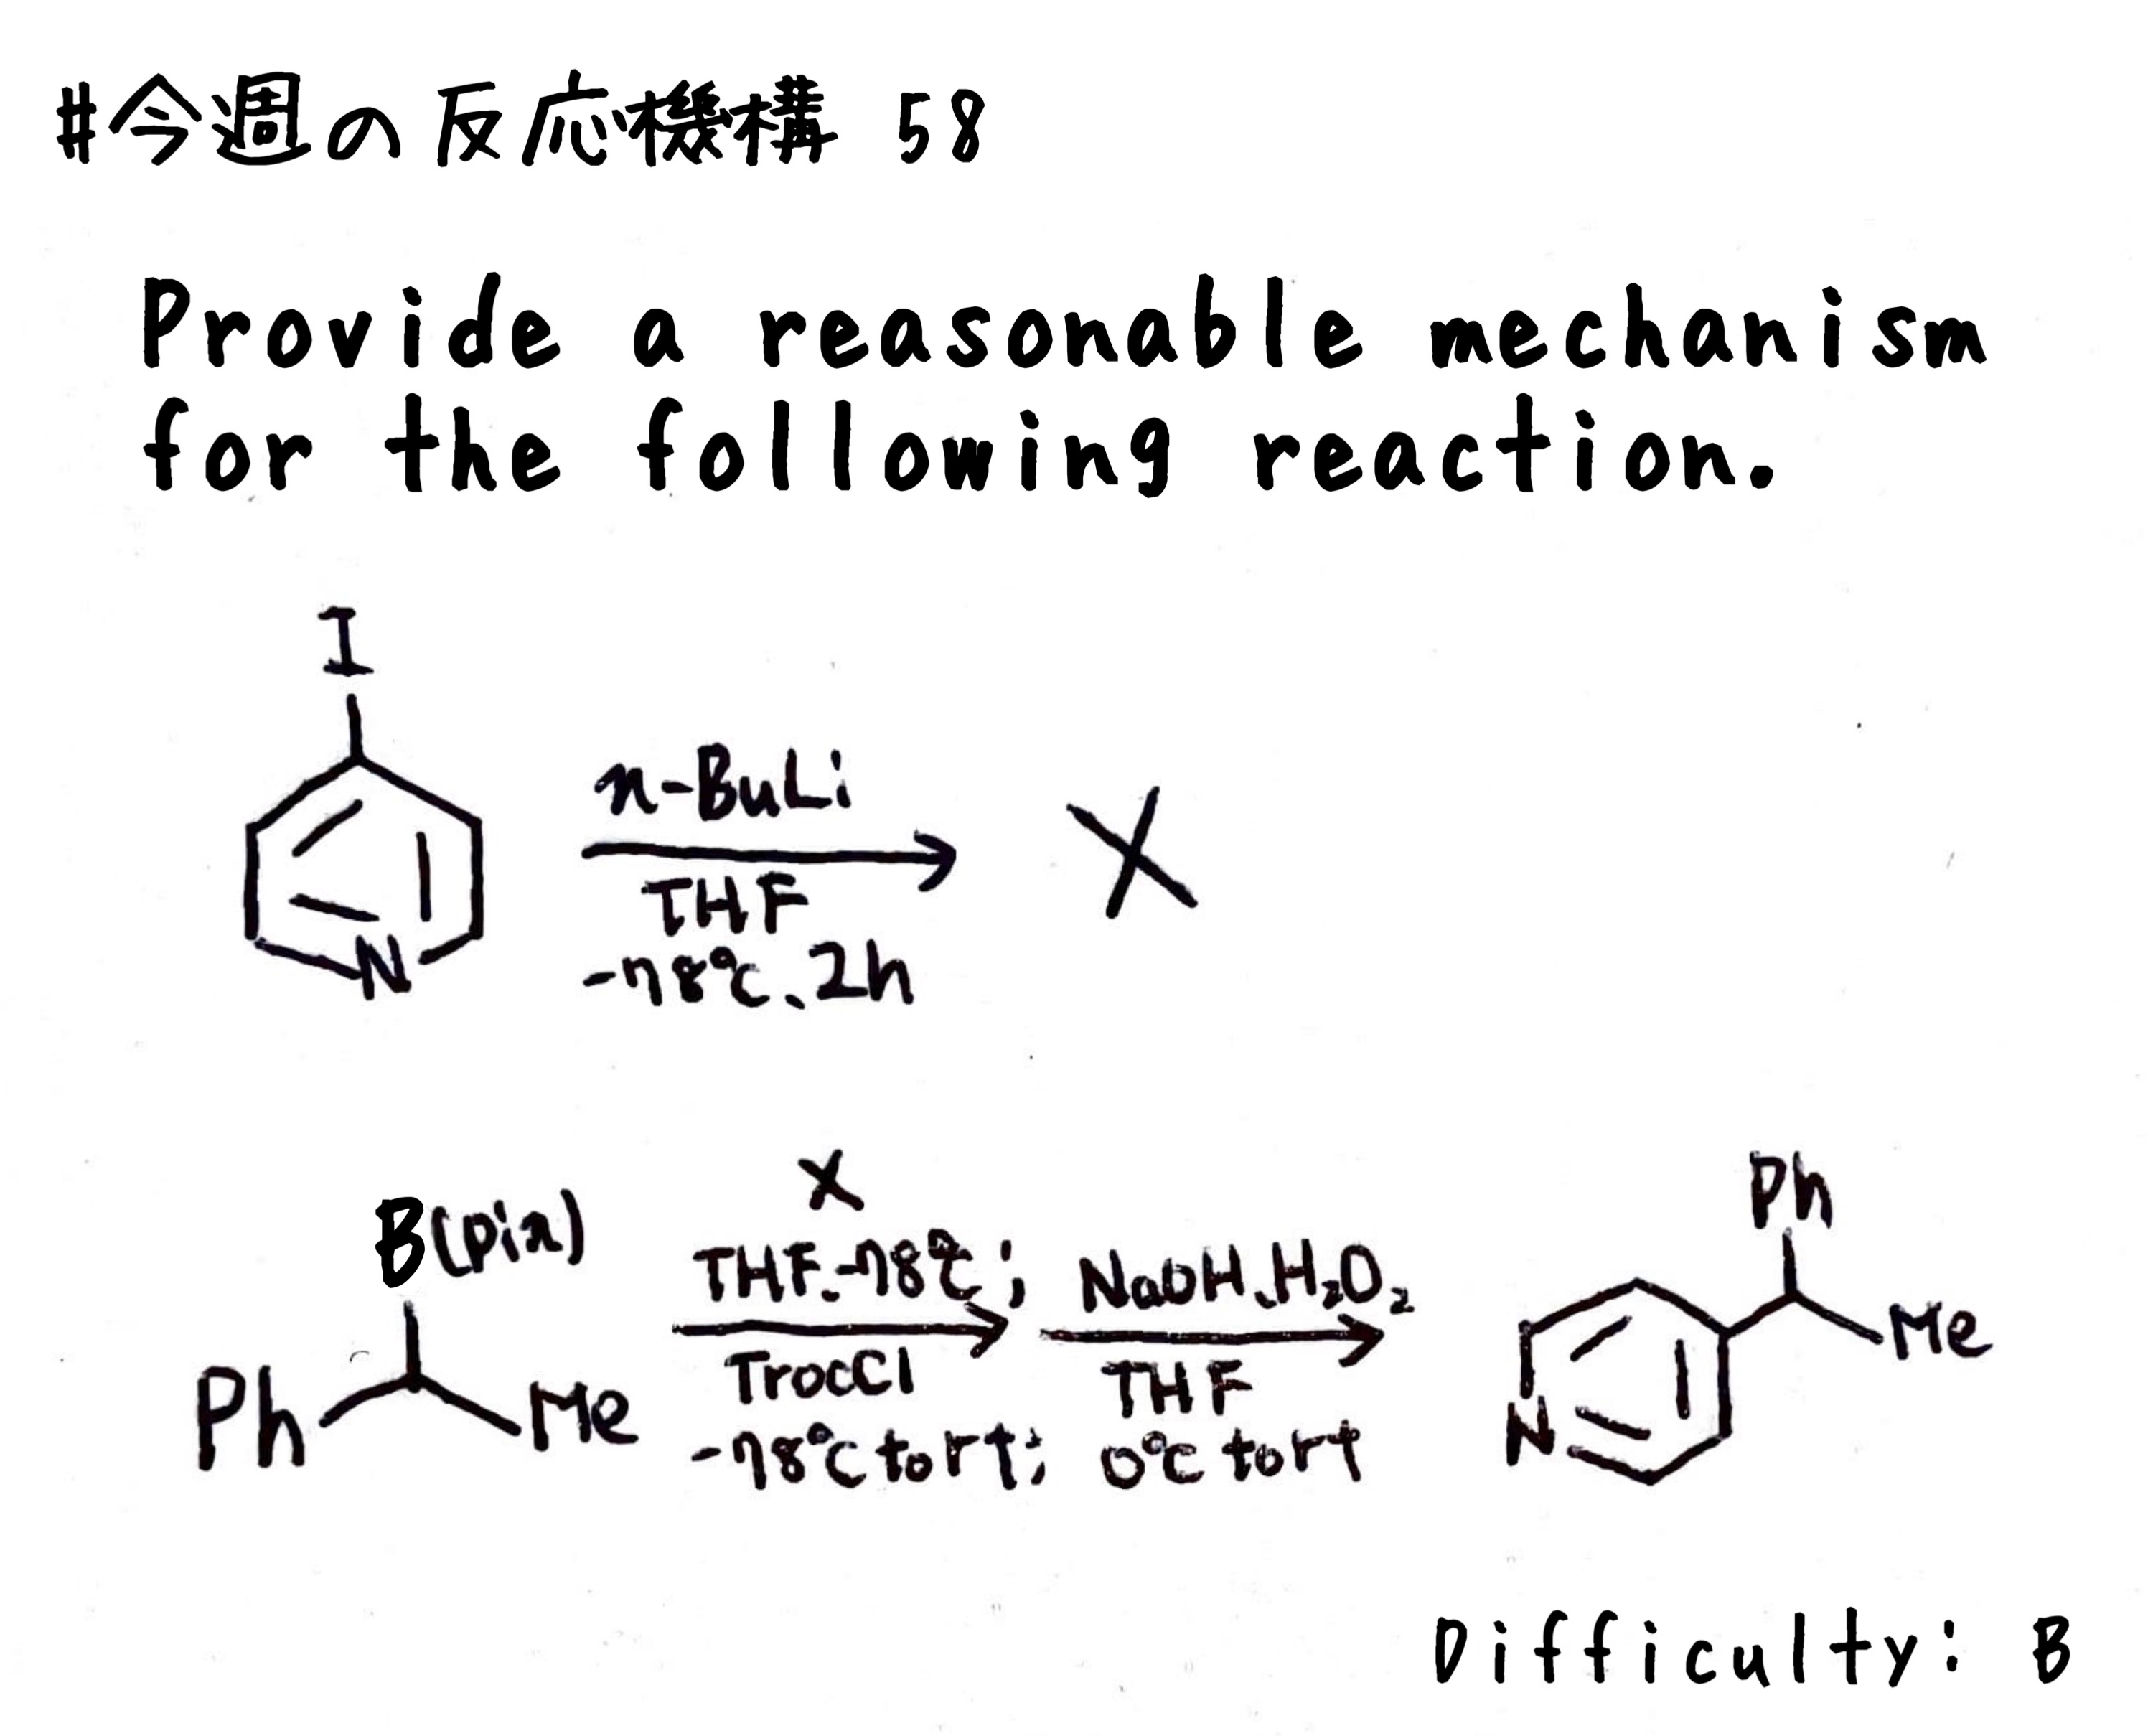 #今週の反応機構 58
Provide a reasonable mechanism
for the following reaction.
I
N
n-BuLi
THF
-78℃、2h
X
B(pin)
Ph
Me
X
THF、-78℃;
TrocCl
-78℃ to rt;
NaOH、H₂O₂
THF
0℃ to rt
Ph
Me
N
Difficulty: B